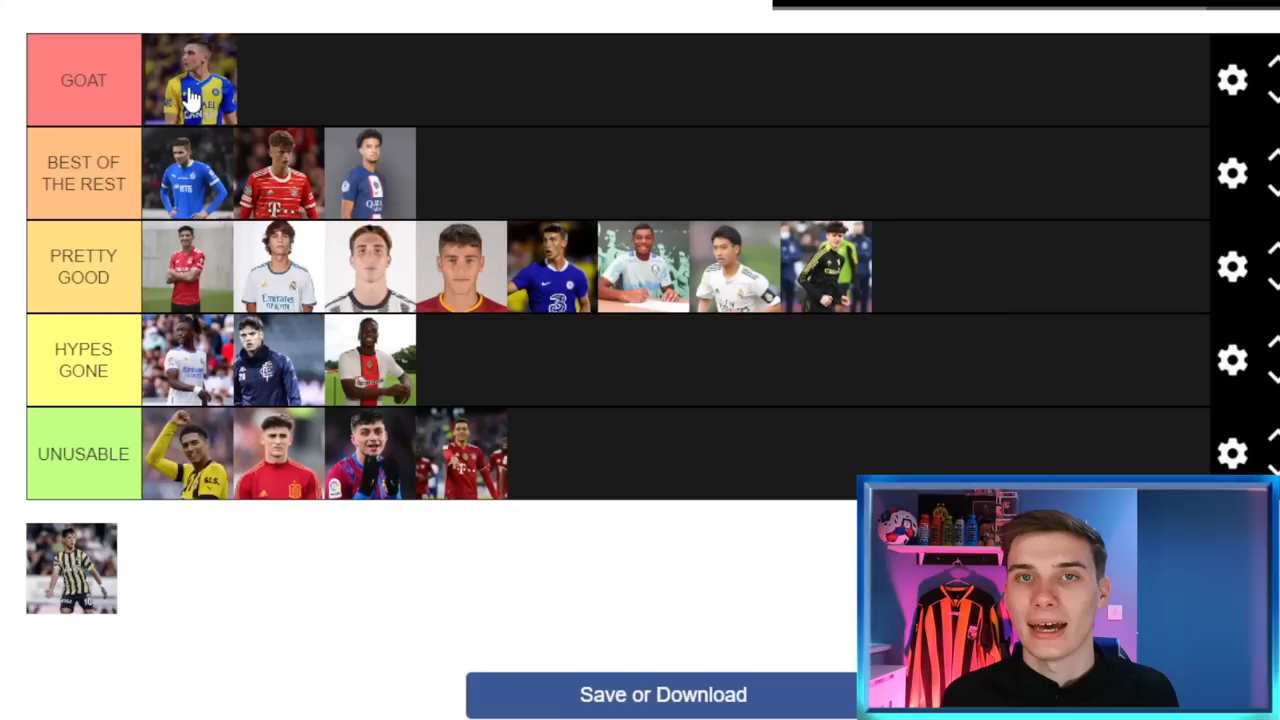 GOAT
BEST OF
THE REST
PRETTY
GOOD
HYPES
GONE
UNUSABLE
Save or Download